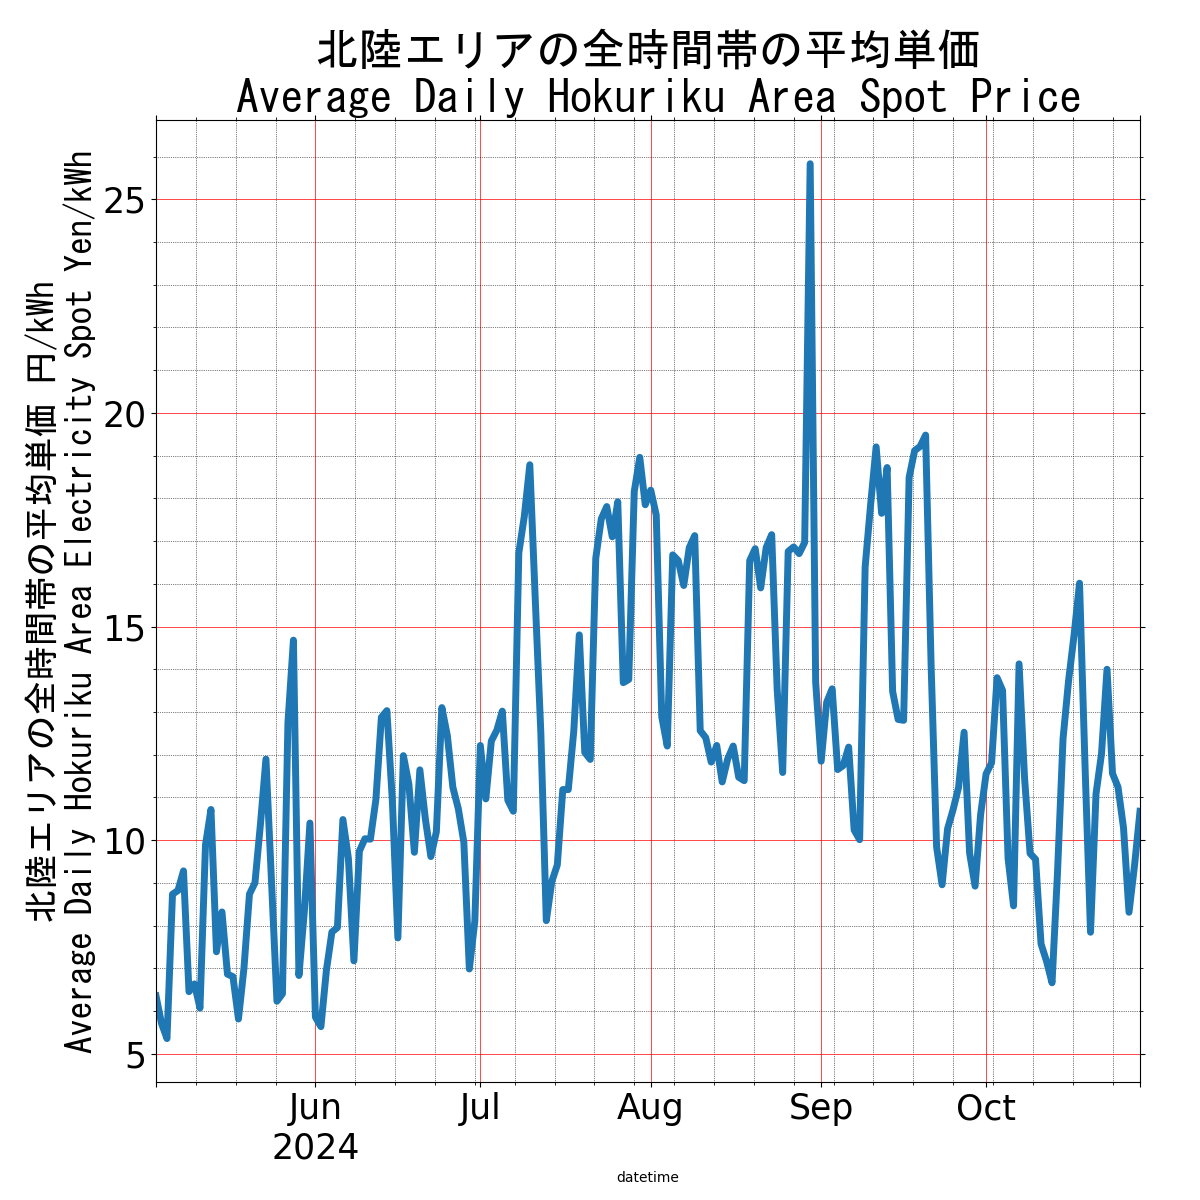 北陸エリアの全時間帯の平均単価
Average Daily Hokuriku Area Spot Price
北陸エリアの全時間帯の平均単価 円/kWh
Average Daily Hokuriku Area Electricity Spot Yen/kWh
25
20
15
10
5
Jun
2024
Jul
Aug
Sep
Oct
datetime